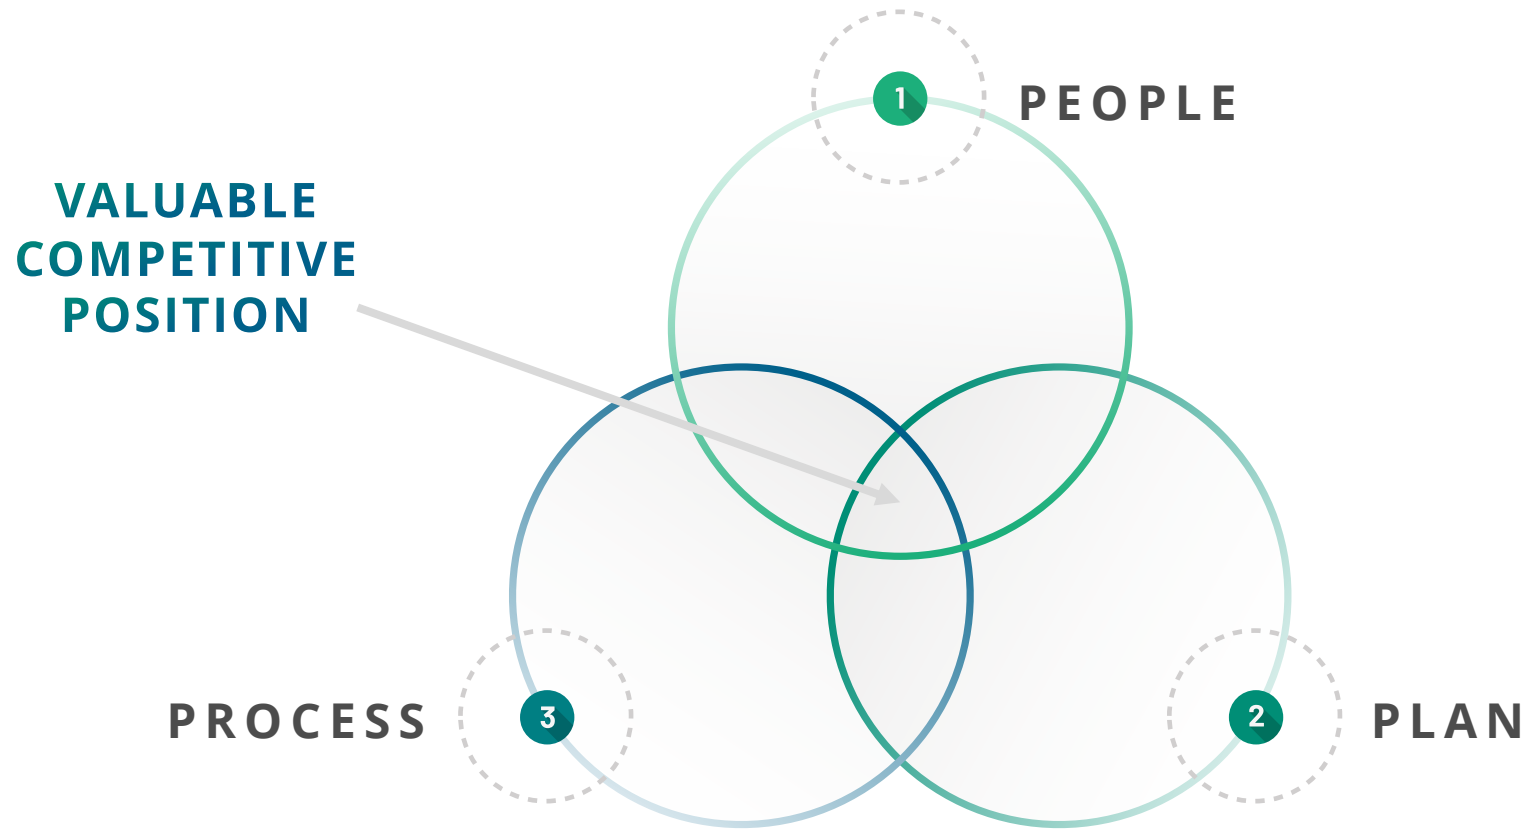 1
PEOPLE
VALUABLE
COMPETITIVE
POSITION
PROCESS
3
2
PLAN